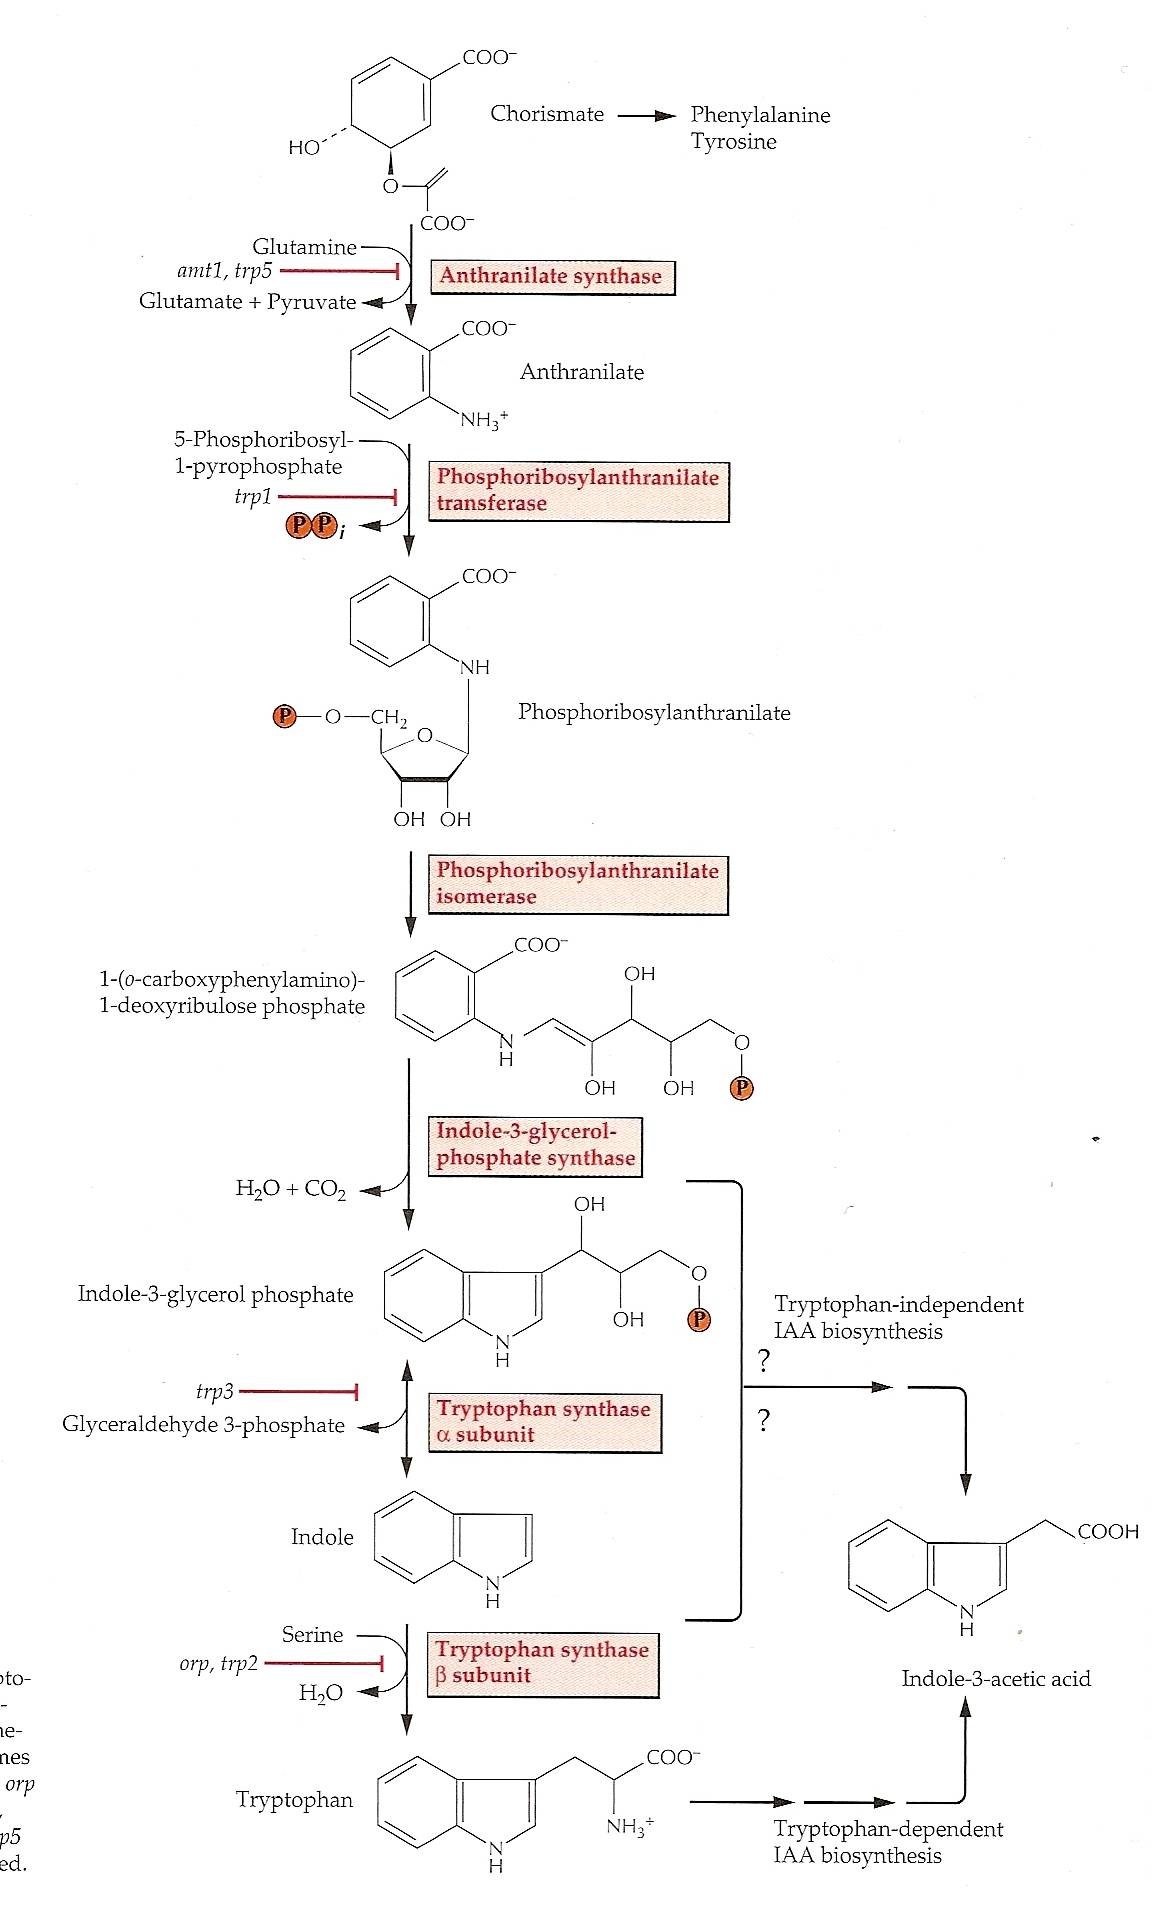 COO⁻
Chorismate
Phenylalanine
Tyrosine
HO
O
COO⁻
Glutamine
amt1, trp5
Anthranilate synthase
Glutamate + Pyruvate
COO⁻
Anthranilate
NH₃⁺
5-Phosphoribosyl-
1-pyrophosphate
Phosphoribosylanthranilate
transferase
trp1
P P i
COO⁻
NH
P—O—CH₂
Phosphoribosylanthranilate
O
OH OH
Phosphoribosylanthranilate
isomerase
COO⁻
1-(o-carboxyphenylamino)-
1-deoxyribulose phosphate
OH
N
H
O
OH
OH
P
Indole-3-glycerol-
phosphate synthase
H₂O + CO₂
OH
Indole-3-glycerol phosphate
O
OH
P
N
H
Tryptophan-independent
IAA biosynthesis
?
trp3
Tryptophan synthase
α subunit
Glyceraldehyde 3-phosphate
?
Indole
N
H
COOH
N
H
Serine
orp, trp2
Tryptophan synthase
β subunit
H₂O
Indole-3-acetic acid
COO⁻
Tryptophan
NH₃⁺
N
H
Tryptophan-dependent
IAA biosynthesis
orp
ed.